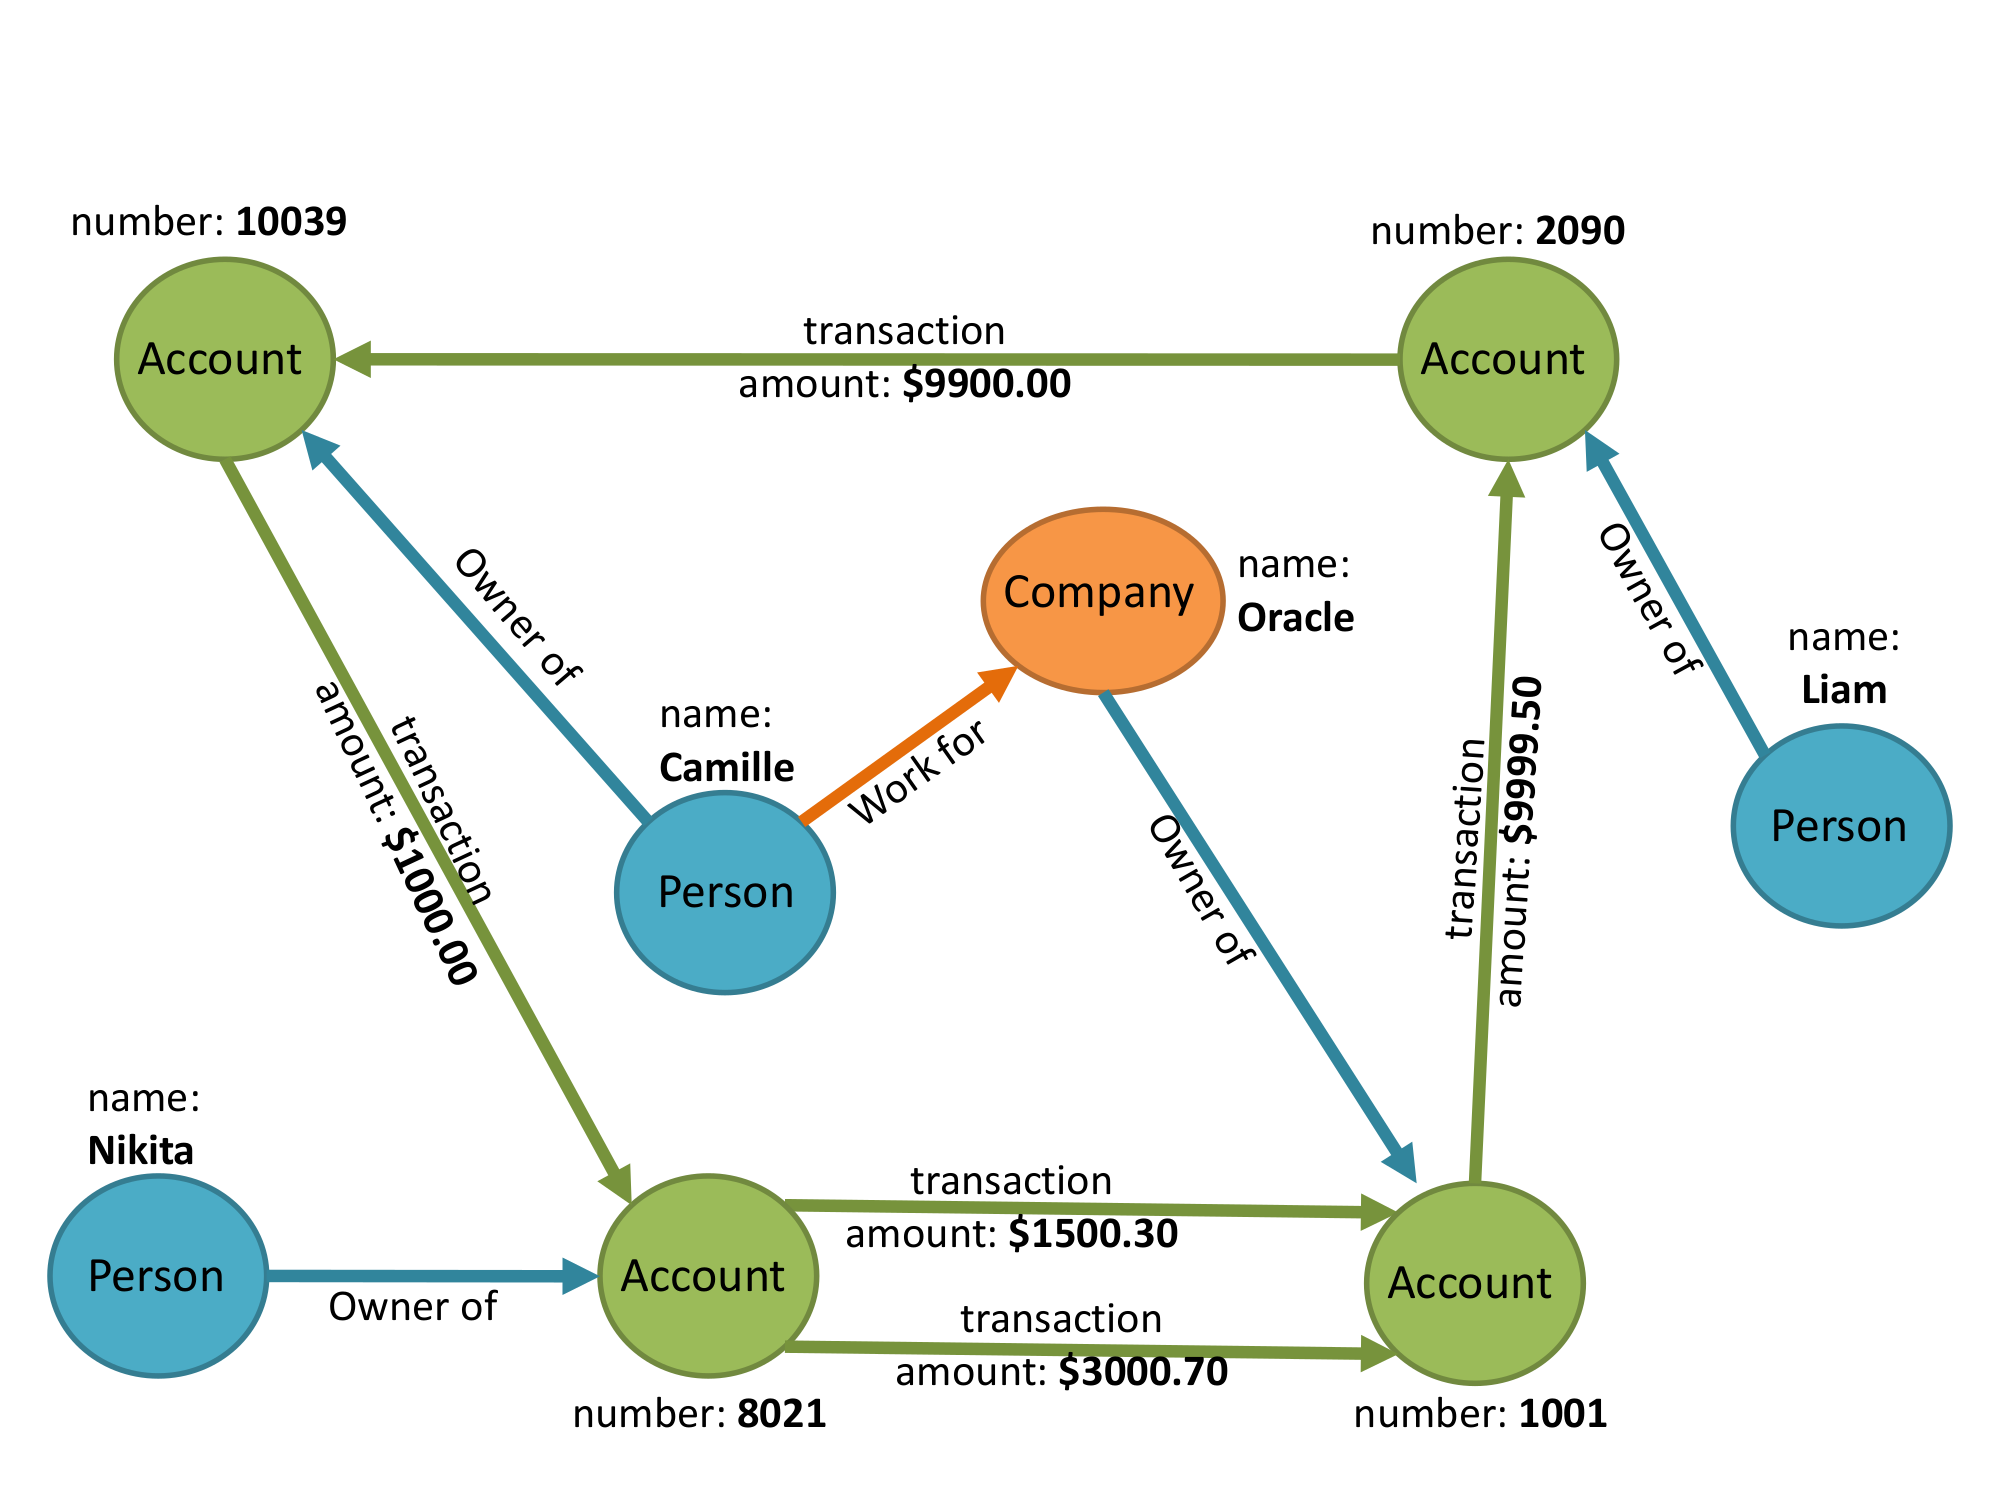 number: 10039
number: 2090
Account
Account
transaction
amount: $9900.00
Owner of
Company
name:
Oracle
Owner of
name:
Liam
transaction
amount: $1000.00
name:
Camille
Work for
Person
Owner of
transaction
amount: $9999.50
Person
name:
Nikita
Person
Owner of
Account
transaction
amount: $1500.30
transaction
amount: $3000.70
Account
number: 8021
number: 1001